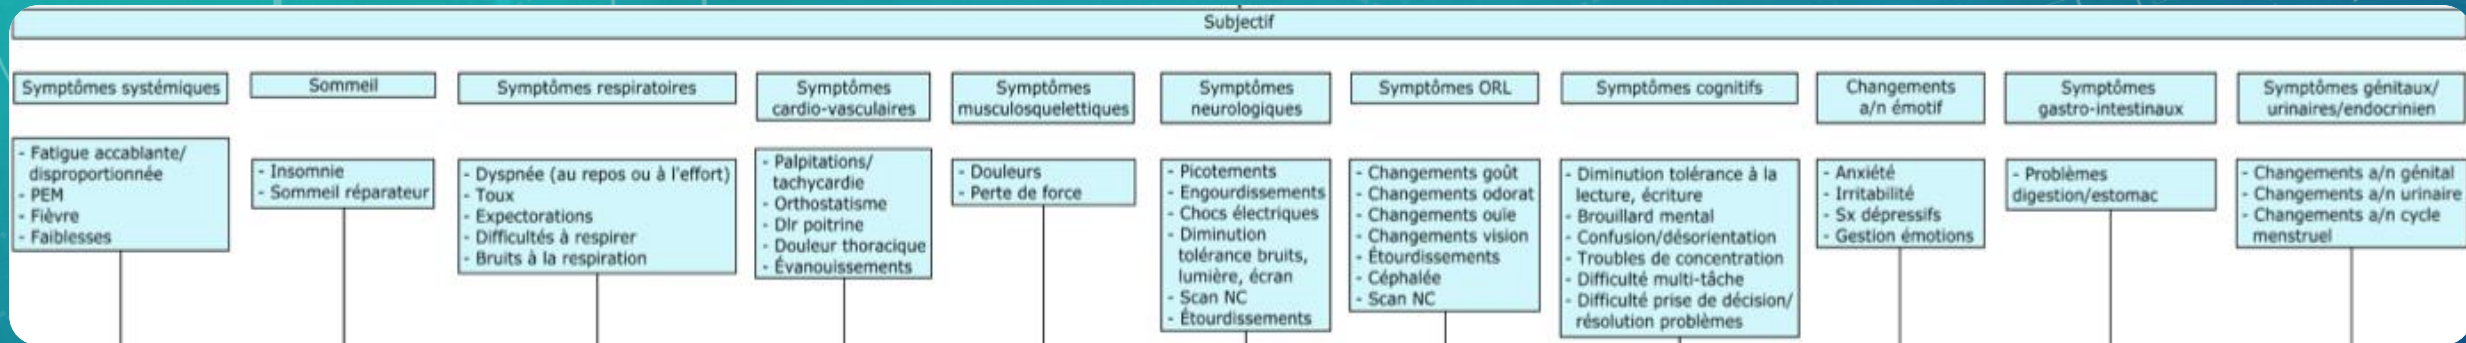 Subjectif
Symptômes systémiques
- Fatigue accablante/
disproportionnée
- PEM
- Fièvre
- Faiblesses
Sommeil
- Insomnie
- Sommeil réparateur
Symptômes respiratoires
- Dyspnée (au repos ou à l'effort)
- Toux
- Expectorations
- Difficultés à respirer
- Bruits à la respiration
Symptômes
cardio-vasculaires
- Palpitations/
tachycardie
- Orthostatisme
- Dlr poitrine
- Douleur thoracique
- Évanouissements
Symptômes
musculosquelettiques
- Douleurs
- Perte de force
Symptômes
neurologiques
- Picotements
- Engourdissements
- Chocs électriques
- Diminution
tolérance bruits,
lumière, écran
- Scan NC
- Étourdissements
Symptômes ORL
- Changements goût
- Changements odorat
- Changements ouïe
- Changements vision
- Étourdissements
- Céphalée
- Scan NC
Symptômes cognitifs
- Diminution tolérance à la
lecture, écriture
- Brouillard mental
- Confusion/désorientation
- Troubles de concentration
- Difficulté multi-tâche
- Difficulté prise de décision/
résolution problèmes
Changements
a/n émotif
- Anxiété
- Irritabilité
- Sx dépressifs
- Gestion émotions
Symptômes
gastro-intestinaux
- Problèmes
digestion/estomac
Symptômes génitaux/
urinaires/endocrinien
- Changements a/n génital
- Changements a/n urinaire
- Changements a/n cycle
menstruel